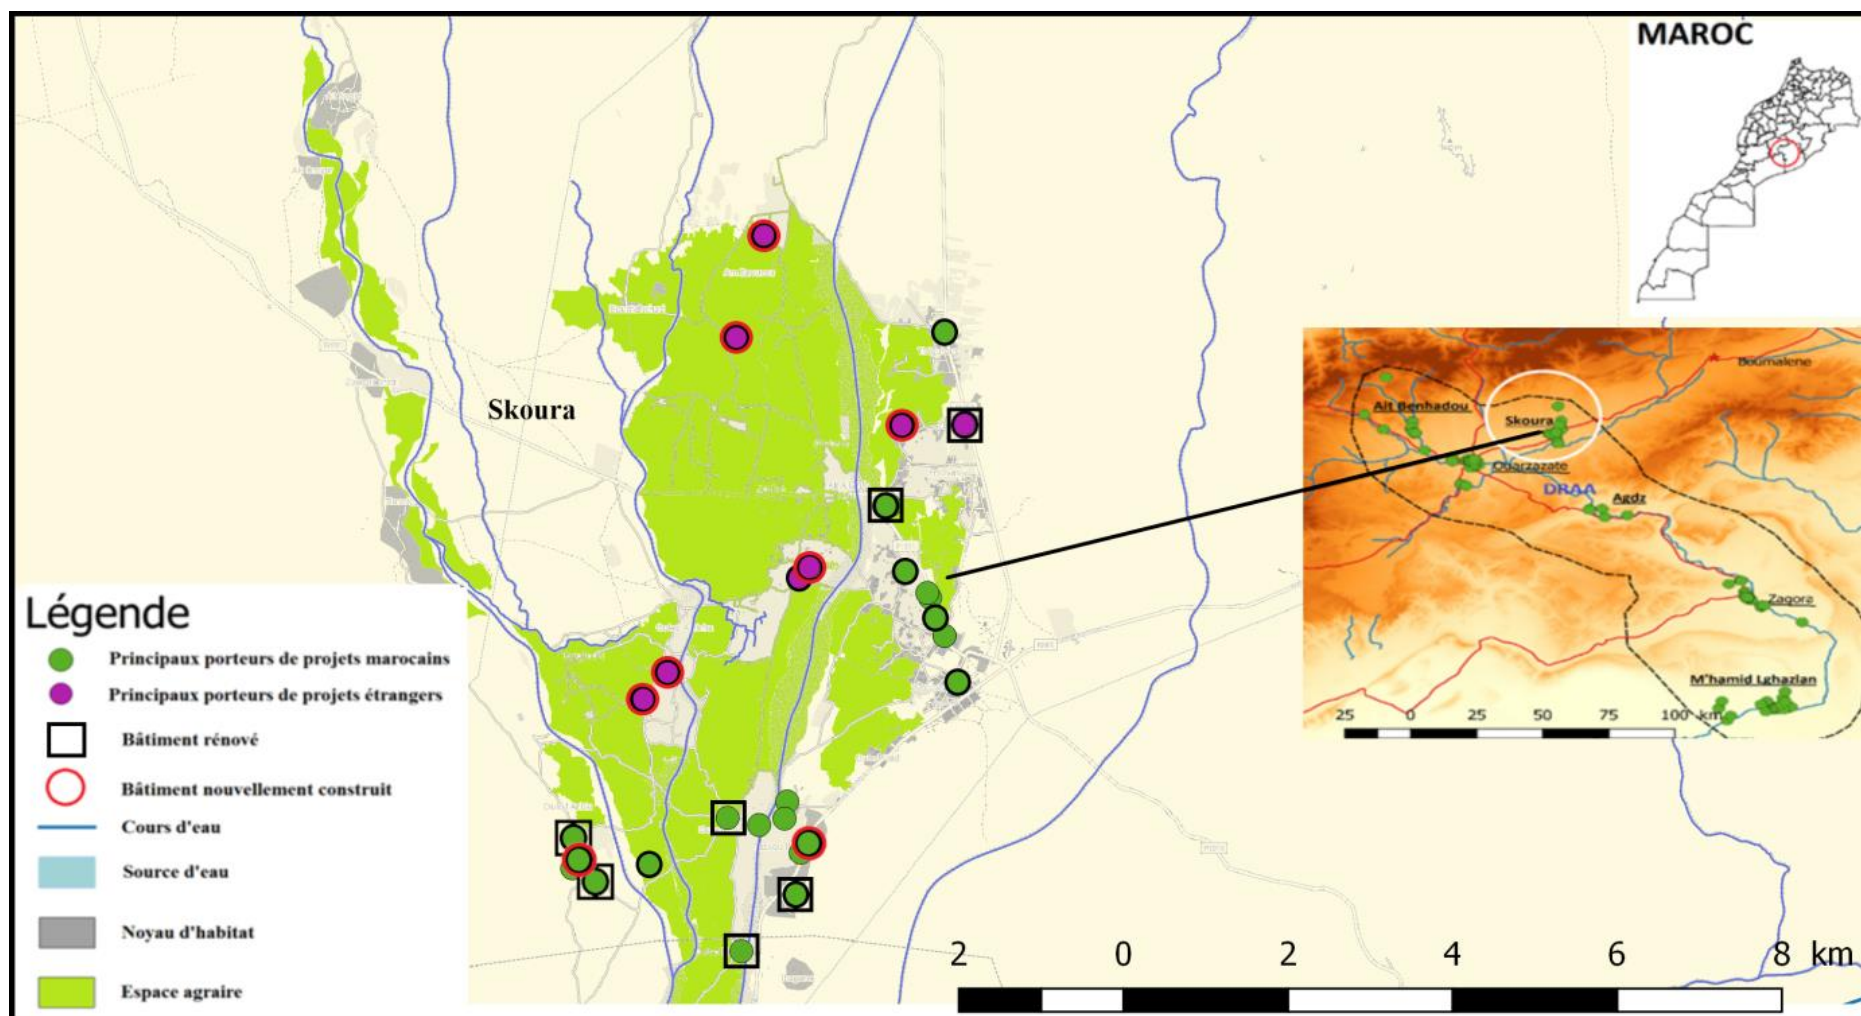 MAROC
Skoura
Boumalene
Ait Benhadou
Skoura
Ouarzazate
DRAA
Agdz
Zagora
M'hamid Lghazlan
25 0 25 50 75 100 km
Légende
Principaux porteurs de projets marocains
Principaux porteurs de projets étrangers
Bâtiment rénové
Bâtiment nouvellement construit
Cours d'eau
Source d'eau
Noyau d'habitat
Espace agraire
2 0 2 4 6 8 km